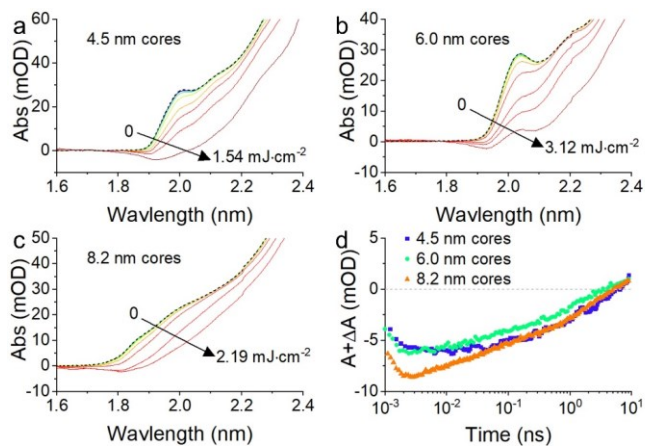 a
4.5 nm cores
0
1.54 mJ·cm-2
Abs (mOD)
60
40
20
0
1.6 1.8 2.0 2.2 2.4
Wavlength (nm)
b
6.0 nm cores
0
3.12 mJ·cm-2
Abs (mOD)
40
30
20
10
0
-10
1.6 1.8 2.0 2.2 2.4
Wavlength (nm)
c
8.2 nm cores
0
2.19 mJ·cm-2
Abs (mOD)
50
40
30
20
10
0
-10
1.6 1.8 2.0 2.2 2.4
Wavlength (nm)
d
4.5 nm cores
6.0 nm cores
8.2 nm cores
A+ΔA (mOD)
5
0
-5
-10
10-3 10-2 10-1 100 101
Time (ns)